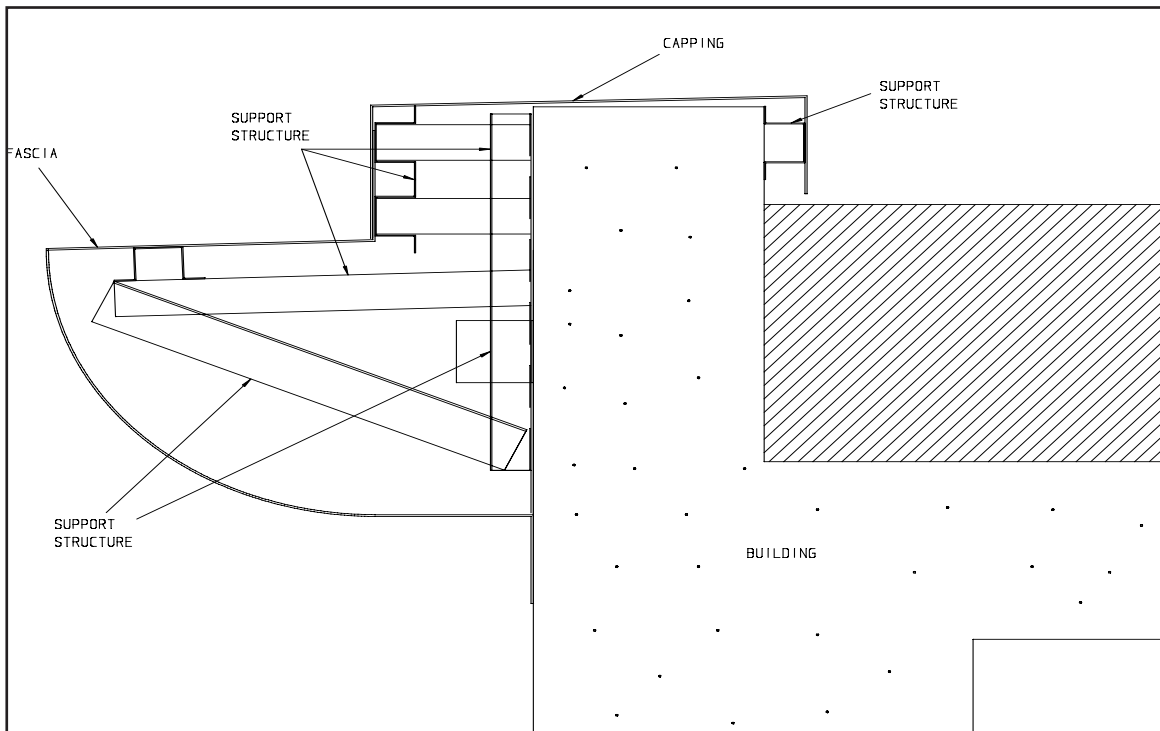 CAPPING
SUPPORT
STRUCTURE
SUPPORT
STRUCTURE
FASCIA
SUPPORT
STRUCTURE
BUILDING